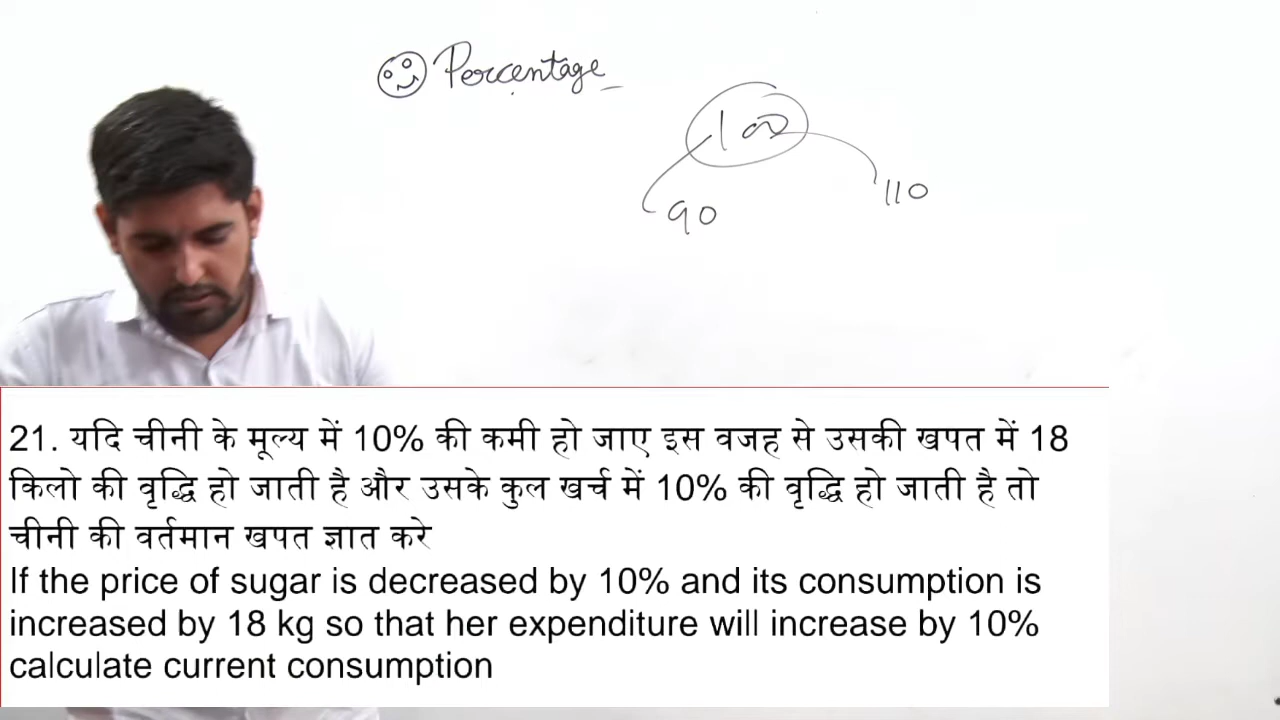 Percentage
100
90
110
21. यदि चीनी के मूल्य में 10% की कमी हो जाए इस वजह से उसकी खपत में 18
किलो की वृद्धि हो जाती है और उसके कुल खर्च में 10% की वृद्धि हो जाती है तो
चीनी की वर्तमान खपत ज्ञात करे
If the price of sugar is decreased by 10% and its consumption is
increased by 18 kg so that her expenditure will increase by 10%
calculate current consumption